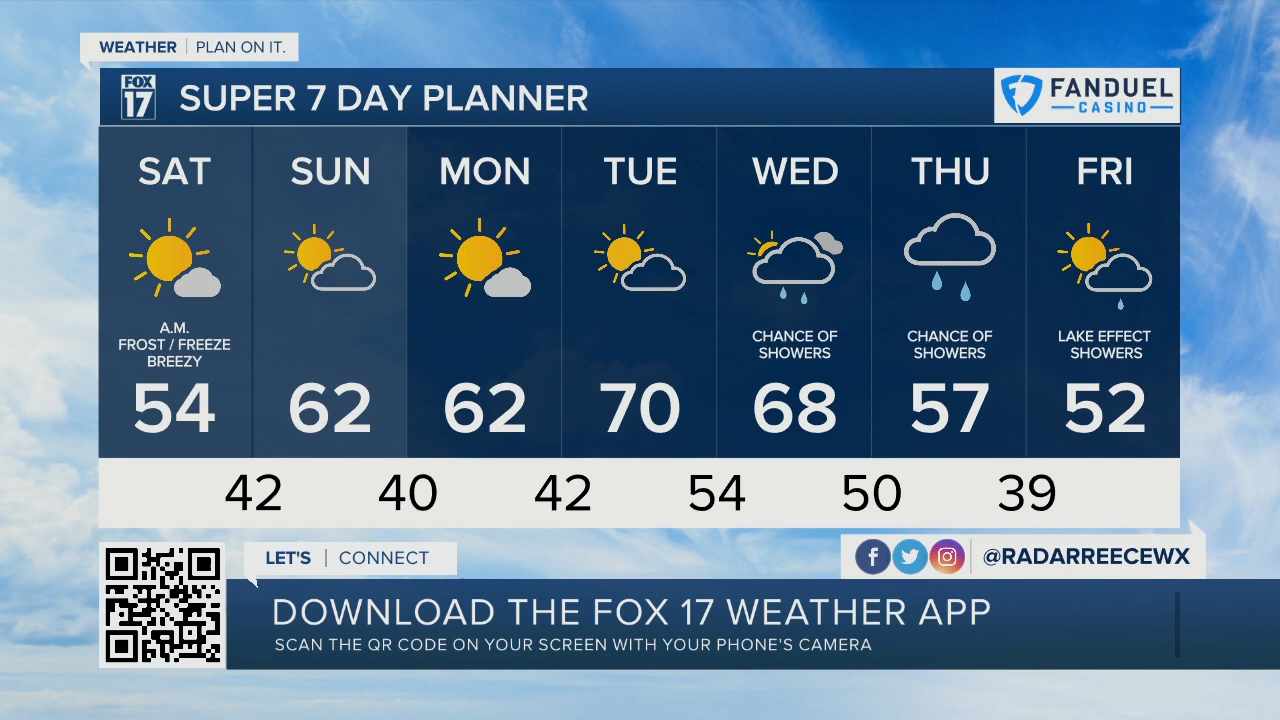 WEATHER | PLAN ON IT.
FOX 17
SUPER 7 DAY PLANNER
FANDUEL
CASINO
SAT SUN MON TUE WED THU FRI
A.M.
FROST / FREEZE
BREEZY
CHANCE OF
SHOWERS
CHANCE OF
SHOWERS
LAKE EFFECT
SHOWERS
54 62 62 70 68 57 52
42 40 42 54 50 39
LET'S | CONNECT
@RADARREECEWX
DOWNLOAD THE FOX 17 WEATHER APP
SCAN THE QR CODE ON YOUR SCREEN WITH YOUR PHONE'S CAMERA